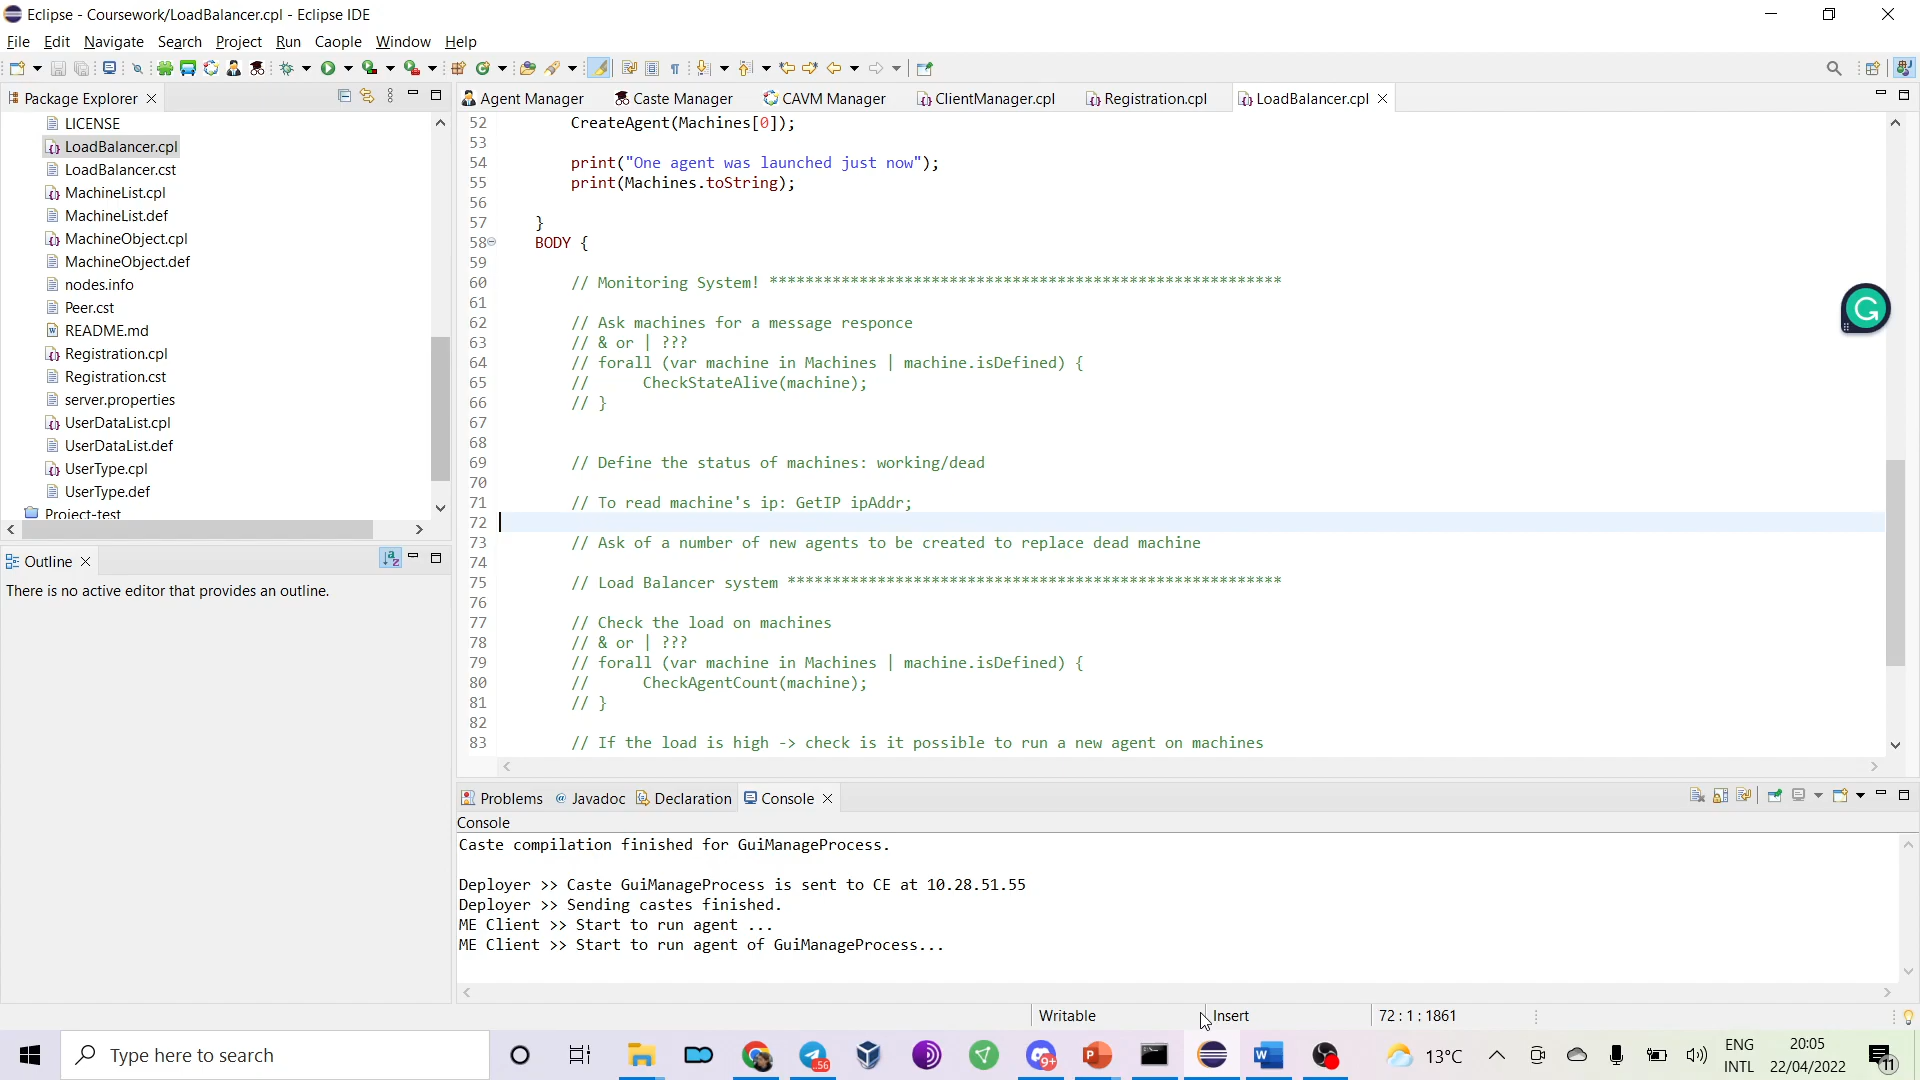 Eclipse - Coursework/LoadBalancer.cpl - Eclipse IDE
File Edit Navigate Search Project Run Caople Window Help
Package Explorer
LICENSE
LoadBalancer.cpl
LoadBalancer.cst
MachineList.cpl
MachineList.def
MachineObject.cpl
MachineObject.def
nodes.info
Peer.cst
README.md
Registration.cpl
Registration.cst
server.properties
UserDataList.cpl
UserDataList.def
UserType.cpl
UserType.def
Project-test
Outline
There is no active editor that provides an outline.
Agent Manager Caste Manager CAVM Manager ClientManager.cpl Registration.cpl LoadBalancer.cpl
52 CreateAgent(Machines[0]);
53
54 print("One agent was launched just now");
55 print(Machines.toString);
56
57 }
58 BODY {
59
60 // Monitoring System! *********************************************************
61
62 // Ask machines for a message responce
63 // & or | ???
64 // forall (var machine in Machines | machine.isDefined) {
65 // CheckStateAlive(machine);
66 // }
67
68
69 // Define the status of machines: working/dead
70
71 // To read machine's ip: GetIP ipAddr;
72
73 // Ask of a number of new agents to be created to replace dead machine
74
75 // Load Balancer system *******************************************************
76
77 // Check the load on machines
78 // & or | ???
79 // forall (var machine in Machines | machine.isDefined) {
80 // CheckAgentCount(machine);
81 // }
82
83 // If the load is high -> check is it possible to run a new agent on machines
Problems @ Javadoc Declaration Console
Console
Caste compilation finished for GuiManageProcess.
Deployer >> Caste GuiManageProcess is sent to CE at 10.28.51.55
Deployer >> Sending castes finished.
ME Client >> Start to run agent ...
ME Client >> Start to run agent of GuiManageProcess...
Writable Insert 72 : 1 : 1861
Type here to search
56
9+
13°C
ENG
INTL
20:05
22/04/2022
11